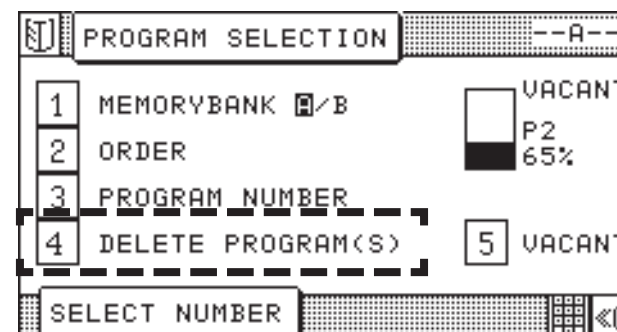 PROGRAM SELECTION --A--
1 MEMORYBANK A/B
VACANT
2 ORDER
P2
65%
3 PROGRAM NUMBER
4 DELETE PROGRAM(S)
5 VACANT
SELECT NUMBER